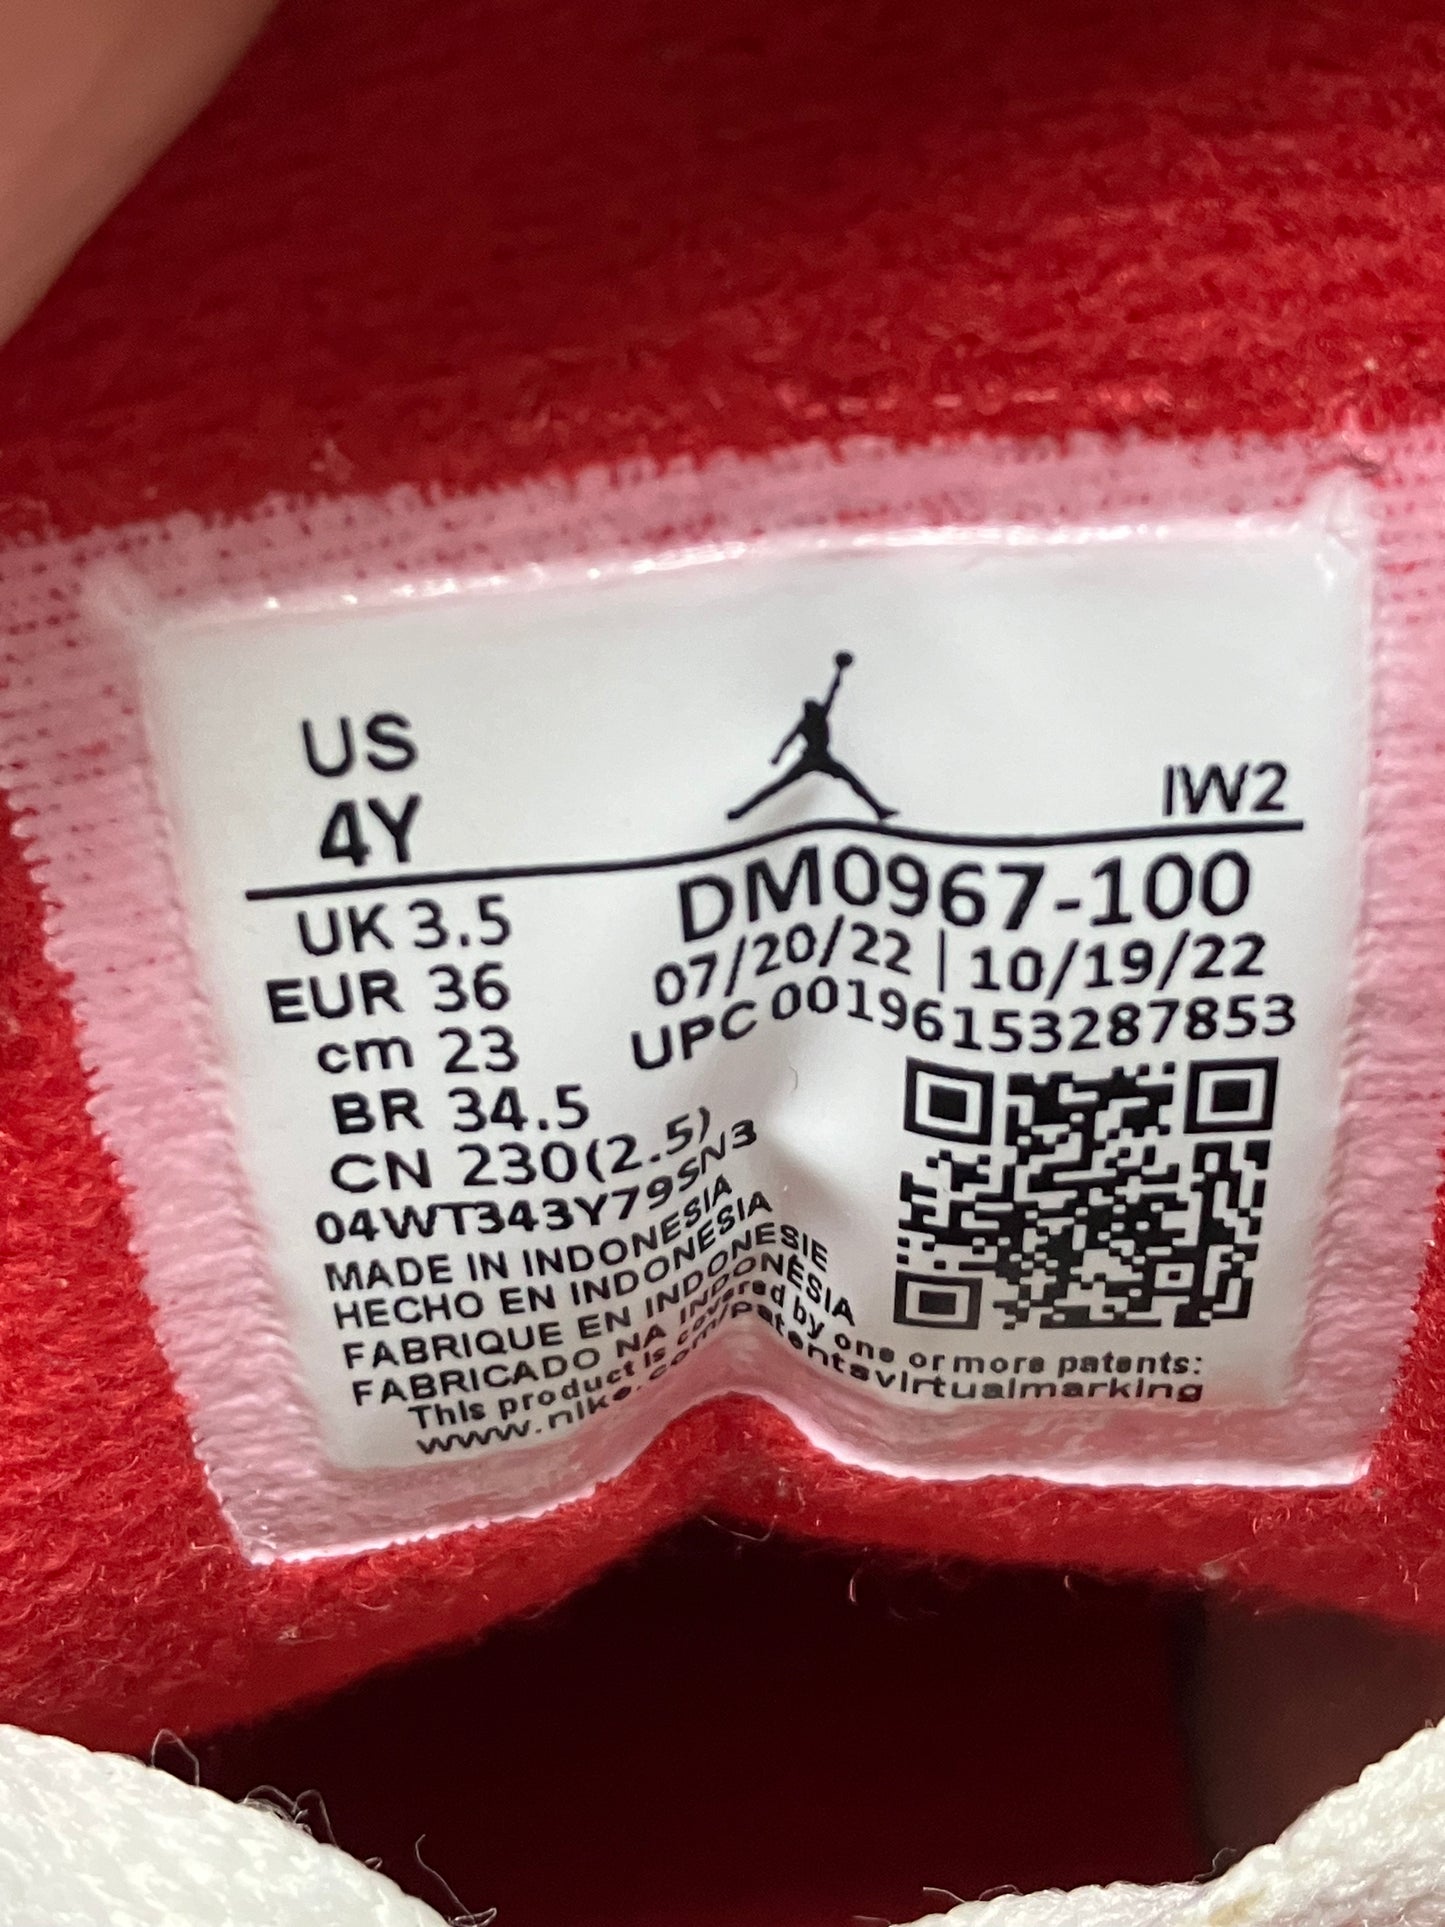 US
4Y
IW2
UK 3.5
EUR 36
cm 23
BR 34.5
CN 230(2.5)
04WT343Y79SN3
MADE IN INDONESIA
HECHO EN INDONESIA
FABRIQUE EN INDONESIE
FABRICADO NA INDONÉSIA
This product is covered by one or more patents:
www.nike.com/patentsvirtualmarking
DM0967-100
07/20/22 | 10/19/22
UPC 00196153287853